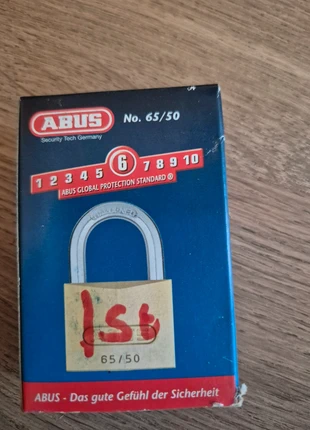 ABUS
No. 65/50
Security Tech Germany
1 2 3 4 5 6 7 8 9 10
ABUS GLOBAL PROTECTION STANDARD ®
65/50
ABUS - Das gute Gefühl der Sicherheit